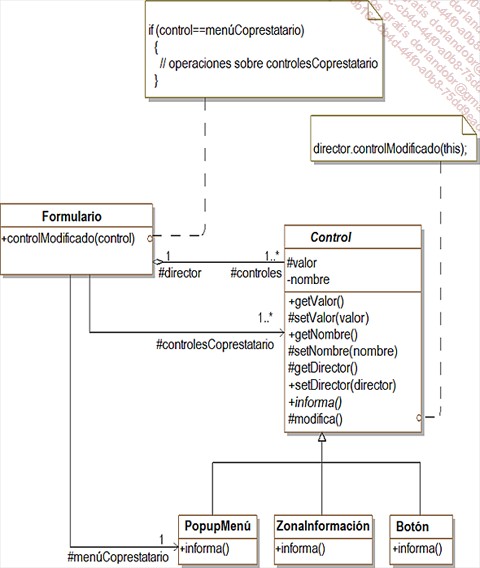 if (control==menúCoprestatario)
{
// operaciones sobre controlesCoprestatario
}
director.controlModificado(this);
Formulario
+controlModificado(control)
1
#director
1..*
#controles
Control
#valor
-nombre
+getValor()
#setValor(valor)
+getNombre()
#setNombre(nombre)
#getDirector()
+setDirector(director)
+informa()
#modifica()
1..*
#controlesCoprestatario
1
#menúCoprestatario
PopupMenú
+informa()
ZonaInformación
+informa()
Botón
+informa()